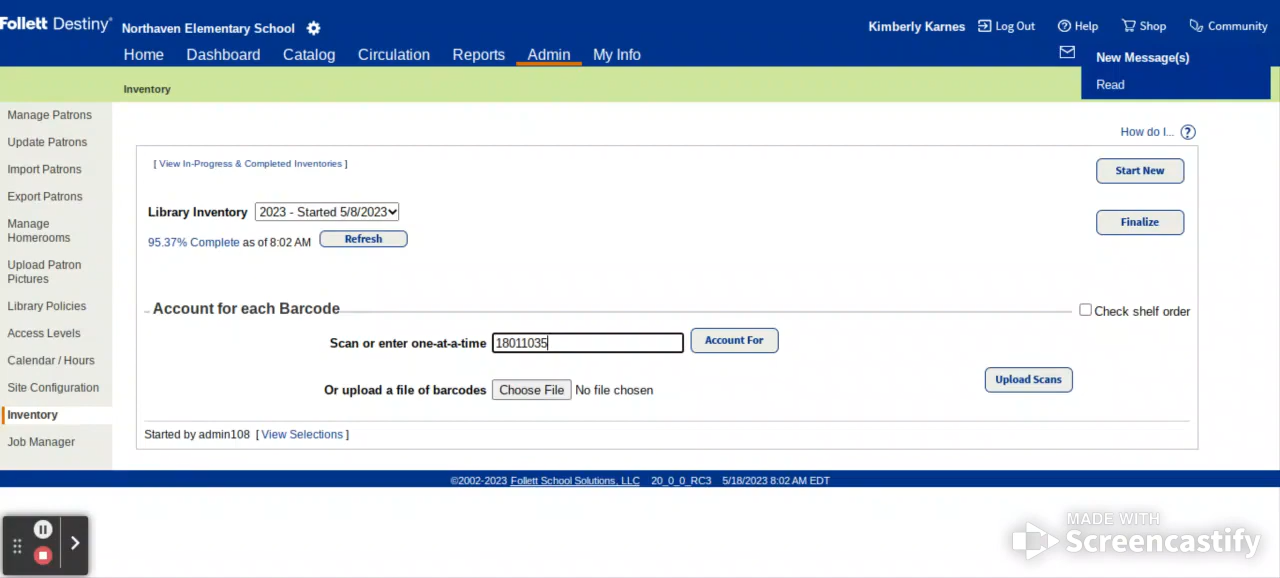 Follett Destiny
Northaven Elementary School
Kimberly Karnes Log Out Help Shop Community
Home Dashboard Catalog Circulation Reports Admin My Info
New Message(s)
Read
Inventory
Manage Patrons
Update Patrons
Import Patrons
Export Patrons
Manage
Homerooms
Upload Patron
Pictures
Library Policies
Access Levels
Calendar / Hours
Site Configuration
Inventory
Job Manager
How do I... ?
[ View In-Progress & Completed Inventories ]
Start New
Library Inventory 2023 - Started 5/8/2023
Finalize
95.37% Complete as of 8:02 AM Refresh
Account for each Barcode
Check shelf order
Scan or enter one-at-a-time 18011035 Account For
Or upload a file of barcodes Choose File No file chosen
Upload Scans
Started by admin108 [ View Selections ]
©2002-2023 Follett School Solutions, LLC 20_0_0_RC3 5/18/2023 8:02 AM EDT
MADE WITH
Screencastify